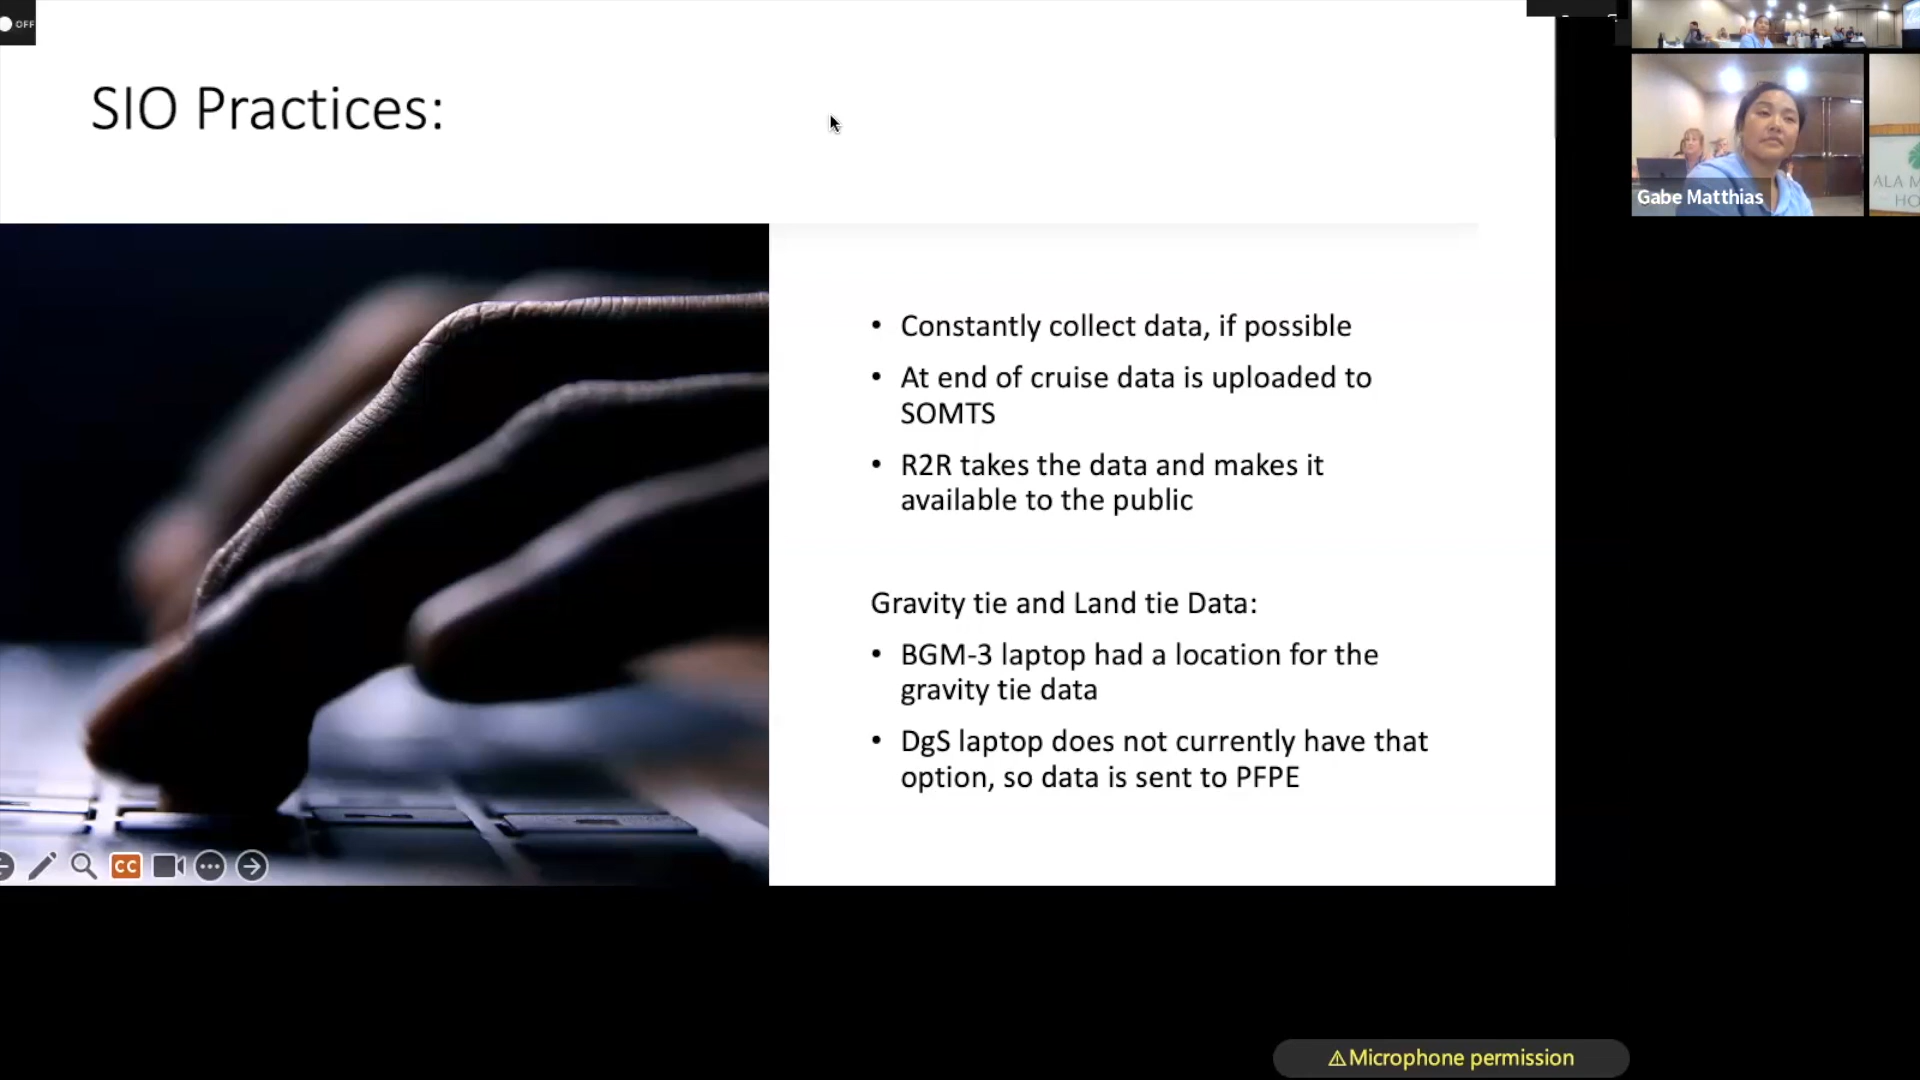 OFF
SIO Practices:
Gabe Matthias
ALA M
HO
• Constantly collect data, if possible
• At end of cruise data is uploaded to
SOMTS
• R2R takes the data and makes it
available to the public
Gravity tie and Land tie Data:
• BGM-3 laptop had a location for the
gravity tie data
• DgS laptop does not currently have that
option, so data is sent to PFPE
CC
⚠Microphone permission